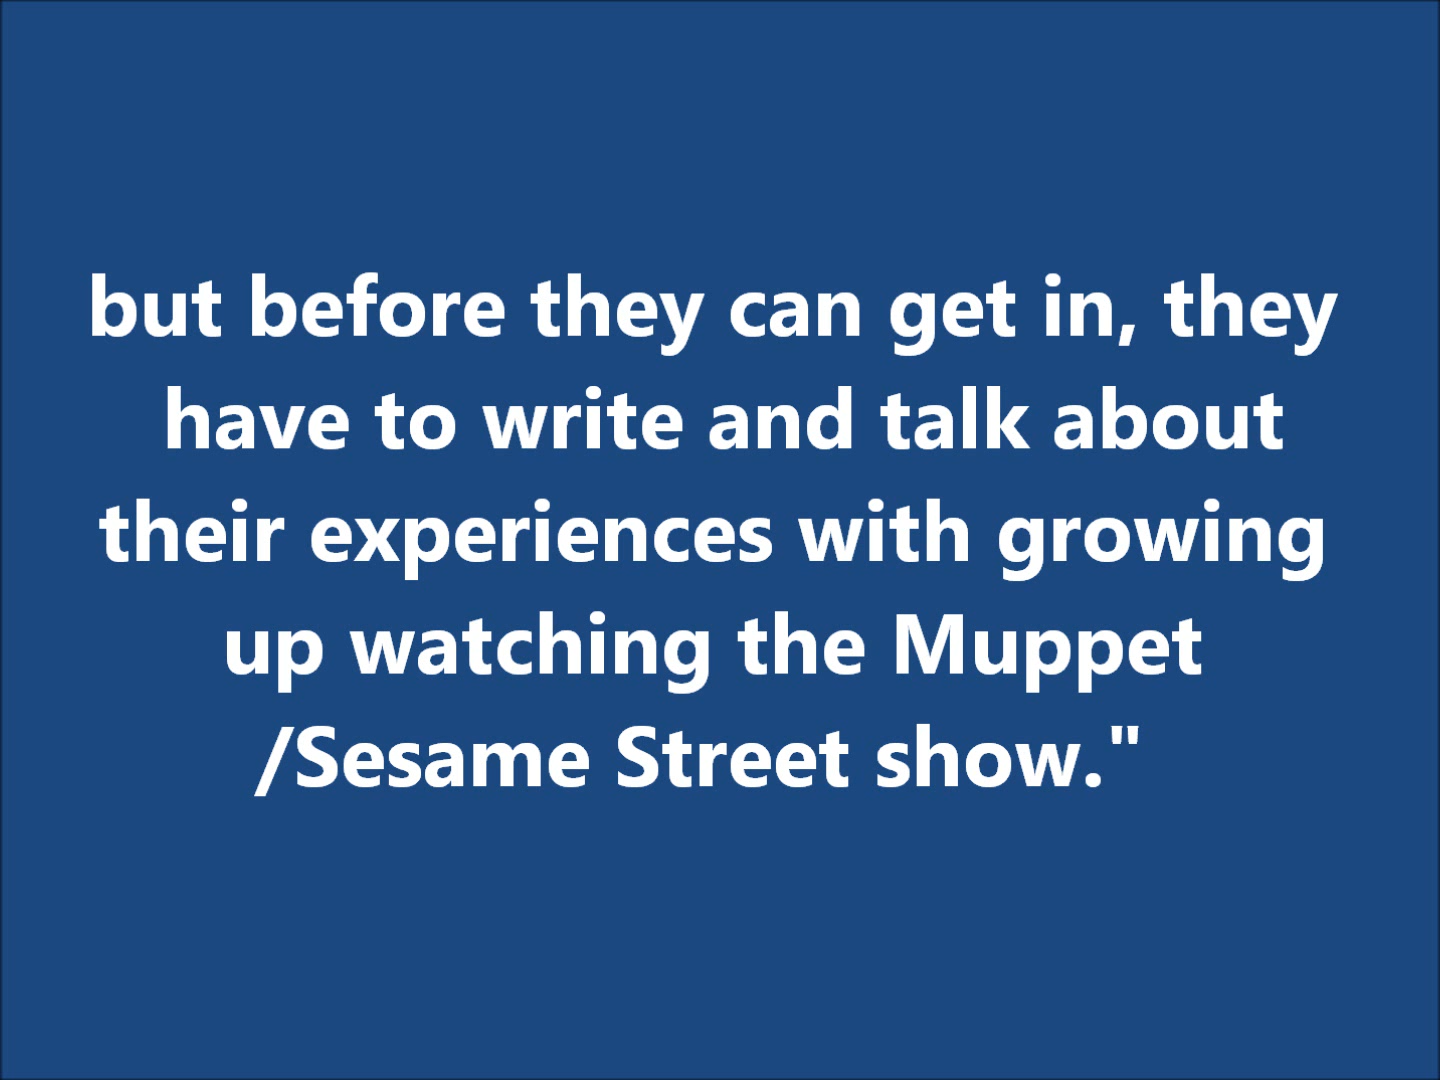 but before they can get in, they
have to write and talk about
their experiences with growing
up watching the Muppet
/Sesame Street show."